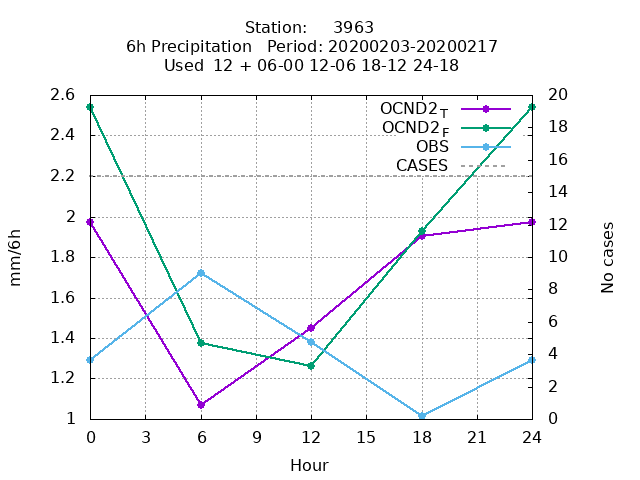 Station:     3963
6h Precipitation   Period: 20200203-20200217
Used  12 + 06-00 12-06 18-12 24-18
OCND2T
OCND2F
OBS
CASES
2.6
2.4
2.2
2
1.8
1.6
1.4
1.2
1
20
18
16
14
12
10
8
6
4
2
0
mm/6h
No cases
0 3 6 9 12 15 18 21 24
Hour